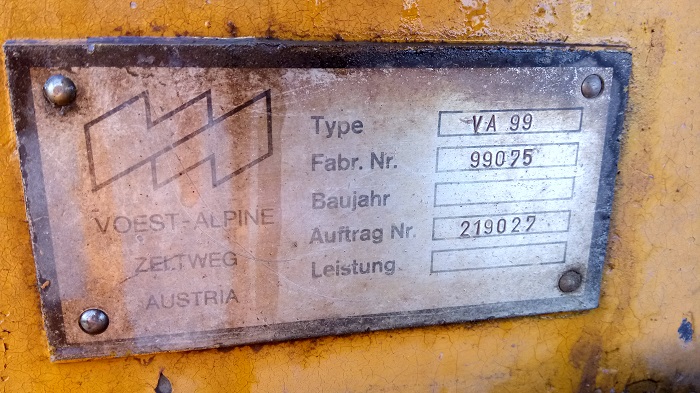 VOEST-ALPINE
ZELTWEG
AUSTRIA
Type VA 99
Fabr. Nr. 99075
Baujahr
Auftrag Nr. 219027
Leistung